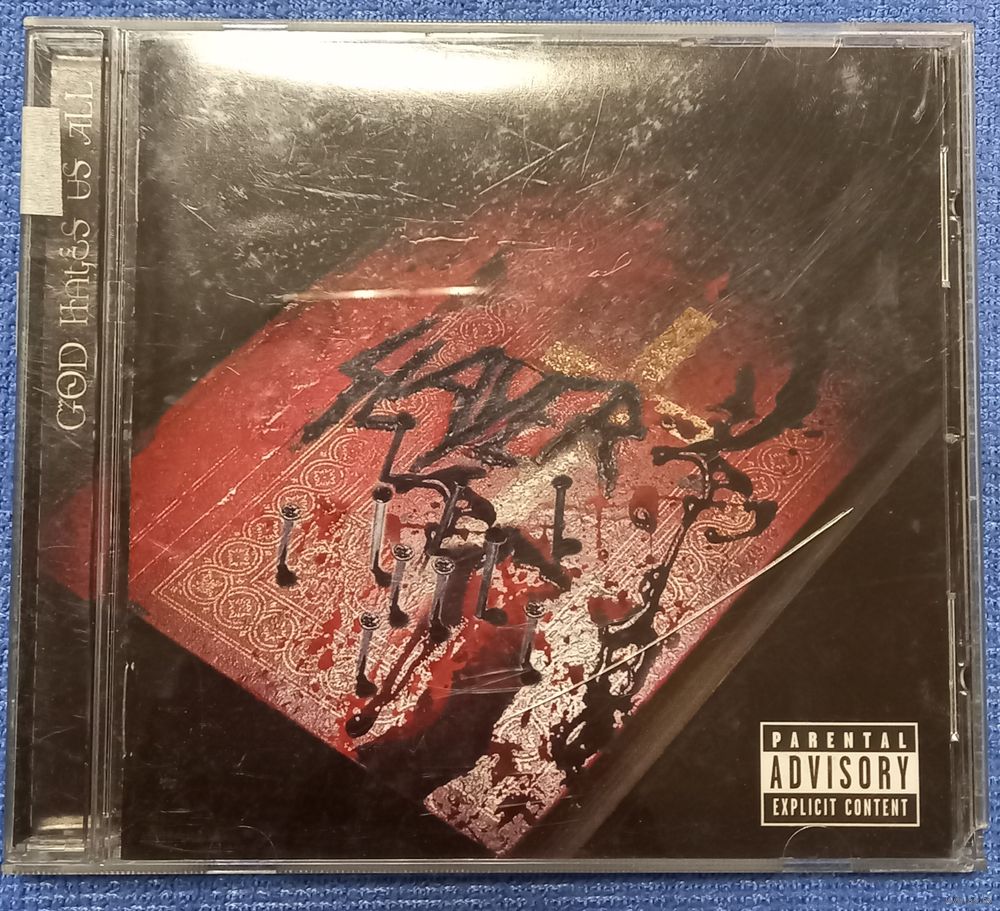 GOD HATES US ALL
SLAYER
PARENTAL
ADVISORY
EXPLICIT CONTENT